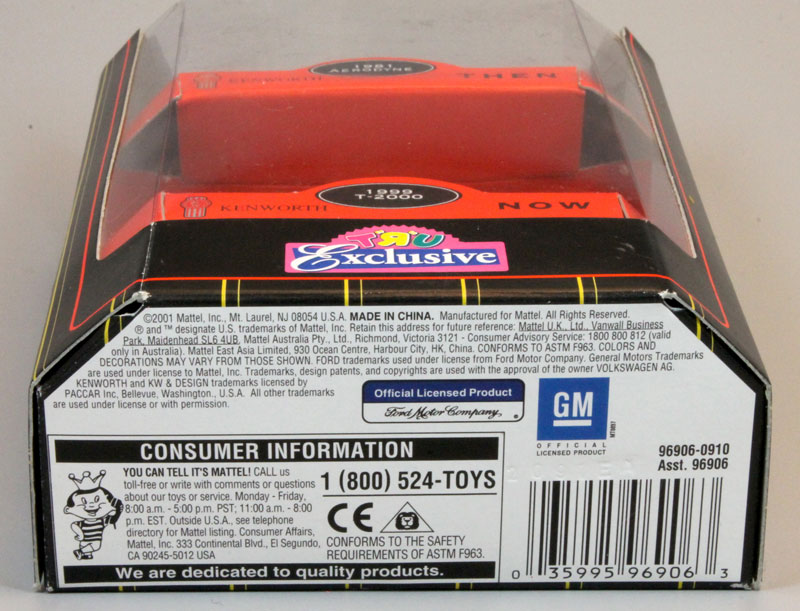 1981
AERODYNE
KENWORTH
THEN
1999
T-2000
KENWORTH
NOW
T"R"U
Exclusive
©2001 Mattel, Inc., Mt. Laurel, NJ 08054 U.S.A. MADE IN CHINA. Manufactured for Mattel. All Rights Reserved.
® and ™ designate U.S. trademarks of Mattel, Inc. Retain this address for future reference: Mattel U.K., Ltd., Vanwall Business
Park, Maidenhead SL6 4UB, Mattel Australia Pty., Ltd., Richmond, Victoria 3121 - Consumer Advisory Service: 1800 800 812 (valid
only in Australia). Mattel East Asia Limited, 930 Ocean Centre, Harbour City, HK, China. CONFORMS TO ASTM F963. COLORS AND
DECORATIONS MAY VARY FROM THOSE SHOWN. FORD trademarks used under license from Ford Motor Company. General Motors Trademarks
are used under license to Mattel, Inc. Trademarks, design patents, and copyrights are used with the approval of the owner VOLKSWAGEN AG.
KENWORTH and KW & DESIGN trademarks licensed by
PACCAR Inc, Bellevue, Washington., U.S.A. All other trademarks
are used under license or with permission.
Official Licensed Product
Ford Motor Company,
®
GM
OFFICIAL
LICENSED PRODUCT
96906-0910
Asst. 96906
CONSUMER INFORMATION
YOU CAN TELL IT'S MATTEL! CALL us
toll-free or write with comments or questions
about our toys or service. Monday - Friday,
8:00 a.m. - 5:00 p.m. PST; 11:00 a.m. - 8:00
p.m. EST. Outside U.S.A., see telephone
directory for Mattel listing. Consumer Affairs,
Mattel, Inc. 333 Continental Blvd., El Segundo,
CA 90245-5012 USA
1 (800) 524-TOYS
CE
CONFORMS TO THE SAFETY
REQUIREMENTS OF ASTM F963.
We are dedicated to quality products.
0 35995 96906 3